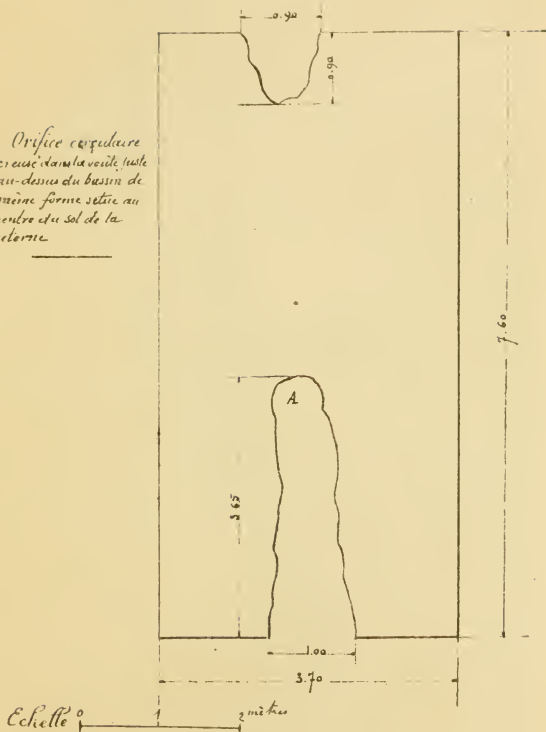 0.90
0.90
Orifice circulaire
creusé dans la voûte juste
au-dessus du bassin de
même forme situé au
centre du sol de la
citerne
7.60
A
3.65
1.00
3.70
Echelle 0 1 2 mètres